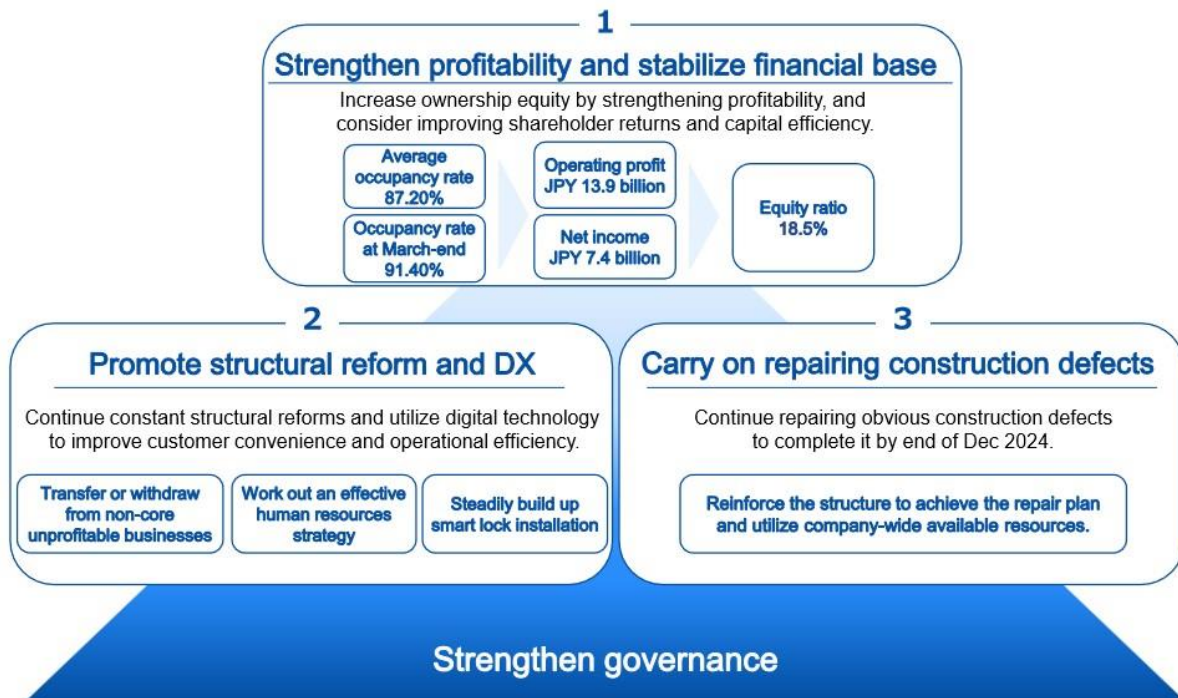 1
Strengthen profitability and stabilize financial base
Increase ownership equity by strengthening profitability, and
consider improving shareholder returns and capital efficiency.
Average
occupancy rate
87.20%
Occupancy rate
at March-end
91.40%
Operating profit
JPY 13.9 billion
Net income
JPY 7.4 billion
Equity ratio
18.5%
2
Promote structural reform and DX
Continue constant structural reforms and utilize digital technology
to improve customer convenience and operational efficiency.
Transfer or withdraw
from non-core
unprofitable businesses
Work out an effective
human resources
strategy
Steadily build up
smart lock installation
3
Carry on repairing construction defects
Continue repairing obvious construction defects
to complete it by end of Dec 2024.
Reinforce the structure to achieve the repair plan
and utilize company-wide available resources.
Strengthen governance